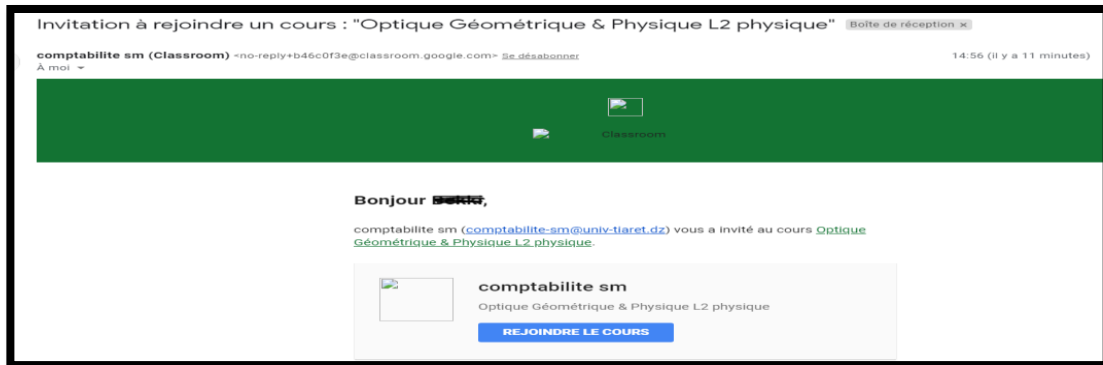 Invitation à rejoindre un cours : "Optique Géométrique & Physique L2 physique" Boîte de réception ×
comptabilite sm (Classroom) <no-reply+b46c0f3e@classroom.google.com> Se désabonner 14:56 (il y a 11 minutes)
À moi
Classroom
Bonjour ,
comptabilite sm (comptabilite-sm@univ-tiaret.dz) vous a invité au cours Optique
Géométrique & Physique L2 physique.
comptabilite sm
Optique Géométrique & Physique L2 physique
REJOINDRE LE COURS